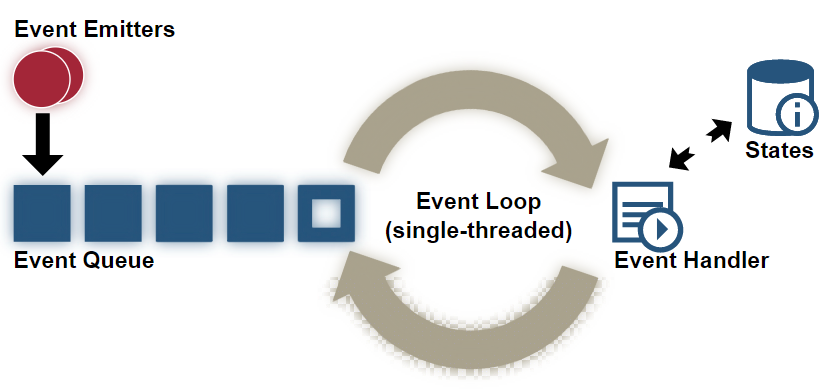 Event Emitters
Event Loop
(single-threaded)
States
Event Queue
Event Handler